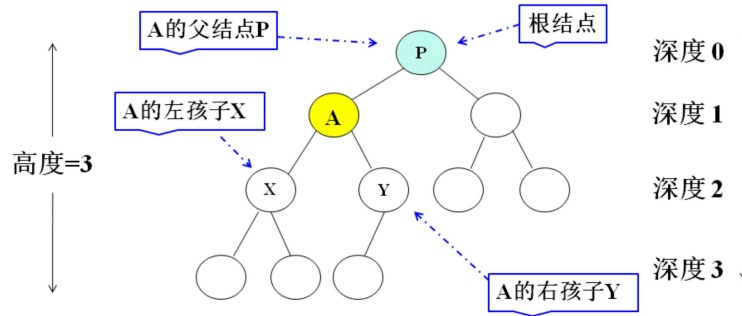 A的父结点P
根结点
P
深度 0
A的左孩子X
A
深度 1
高度=3
X
Y
深度 2
深度 3
A的右孩子Y